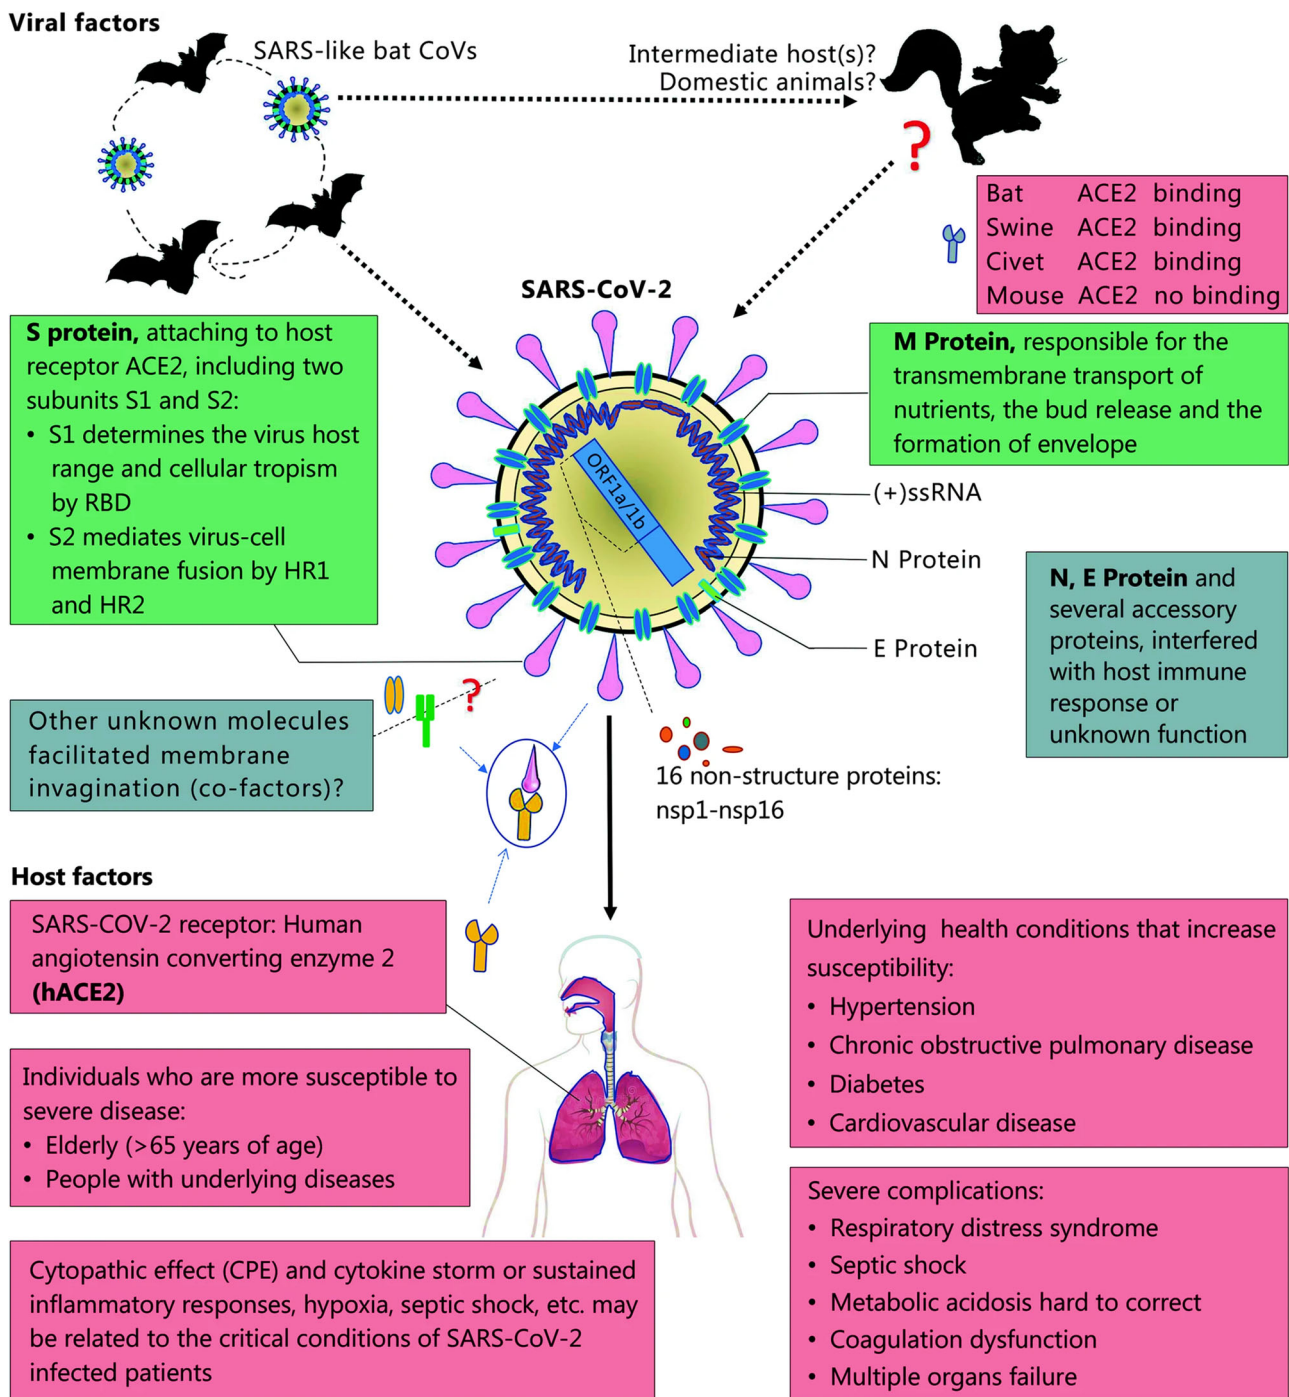 Viral factors
SARS-like bat CoVs
Intermediate host(s)?
Domestic animals?
?
Bat ACE2 binding
Swine ACE2 binding
Civet ACE2 binding
Mouse ACE2 no binding
SARS-CoV-2
S protein, attaching to host
receptor ACE2, including two
subunits S1 and S2:
• S1 determines the virus host
range and cellular tropism
by RBD
• S2 mediates virus-cell
membrane fusion by HR1
and HR2
M Protein, responsible for the
transmembrane transport of
nutrients, the bud release and the
formation of envelope
ORF1a/1b
(+)ssRNA
N Protein
E Protein
N, E Protein and
several accessory
proteins, interfered
with host immune
response or
unknown function
?
Other unknown molecules
facilitated membrane
invagination (co-factors)?
16 non-structure proteins:
nsp1-nsp16
Host factors
SARS-COV-2 receptor: Human
angiotensin converting enzyme 2
(hACE2)
Individuals who are more susceptible to
severe disease:
• Elderly (>65 years of age)
• People with underlying diseases
Cytopathic effect (CPE) and cytokine storm or sustained
inflammatory responses, hypoxia, septic shock, etc. may
be related to the critical conditions of SARS-CoV-2
infected patients
Underlying health conditions that increase
susceptibility:
• Hypertension
• Chronic obstructive pulmonary disease
• Diabetes
• Cardiovascular disease
Severe complications:
• Respiratory distress syndrome
• Septic shock
• Metabolic acidosis hard to correct
• Coagulation dysfunction
• Multiple organs failure